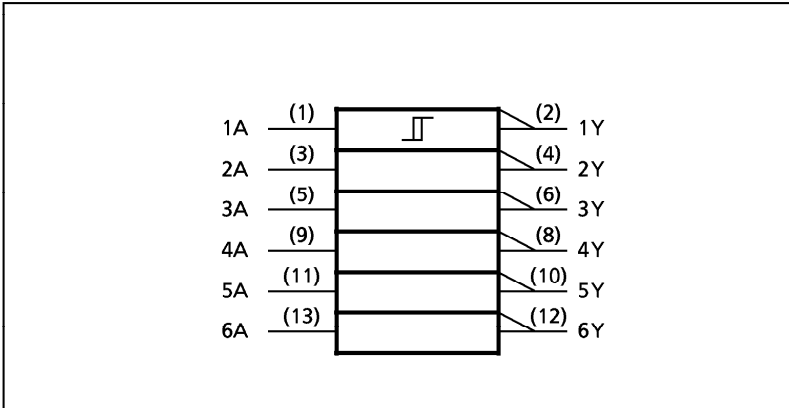 1A (1) (2) 1Y
2A (3) (4) 2Y
3A (5) (6) 3Y
4A (9) (8) 4Y
5A (11) (10) 5Y
6A (13) (12) 6Y